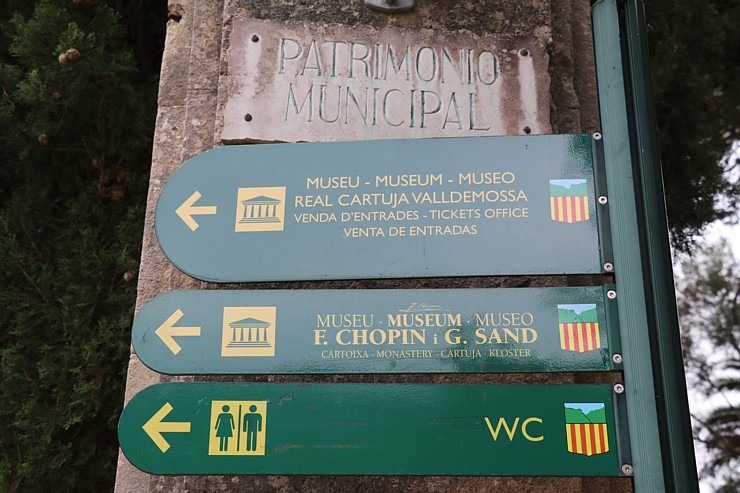 PATRIMONIO
MUNICIPAL
MUSEU - MUSEUM - MUSEO
REAL CARTUJA VALLDEMOSSA
VENDA D'ENTRADES - TICKETS OFFICE
VENTA DE ENTRADAS
MUSEU · MUSEUM · MUSEO
F. CHOPIN i G. SAND
CARTOIXA - MONASTERY - CARTUJA - KLOSTER
WC